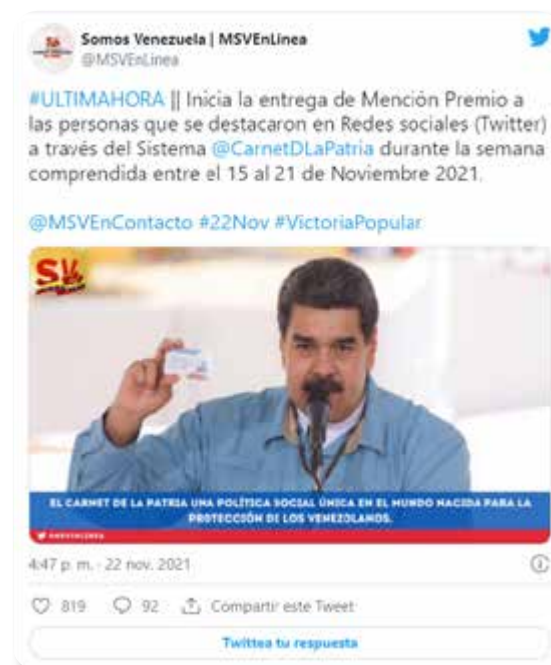 Somos Venezuela | MSVEnLinea
@MSVEnLinea
#ULTIMAHORA || Inicia la entrega de Mención Premio a
las personas que se destacaron en Redes sociales (Twitter)
a través del Sistema @CarnetDLaPatria durante la semana
comprendida entre el 15 al 21 de Noviembre 2021.
@MSVEnContacto #22Nov #VictoriaPopular
EL CARNET DE LA PATRIA UNA POLÍTICA SOCIAL ÚNICA EN EL MUNDO NACIDA PARA LA
PROTECCIÓN DE LOS VENEZOLANOS.
4:47 p. m. · 22 nov. 2021
819 92 Compartir este Tweet
Twittea tu respuesta